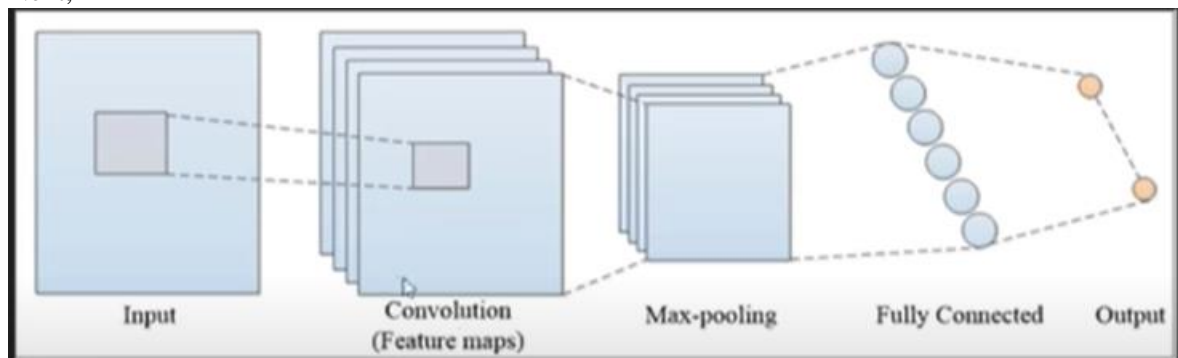 Input
Convolution
(Feature maps)
Max-pooling
Fully Connected
Output